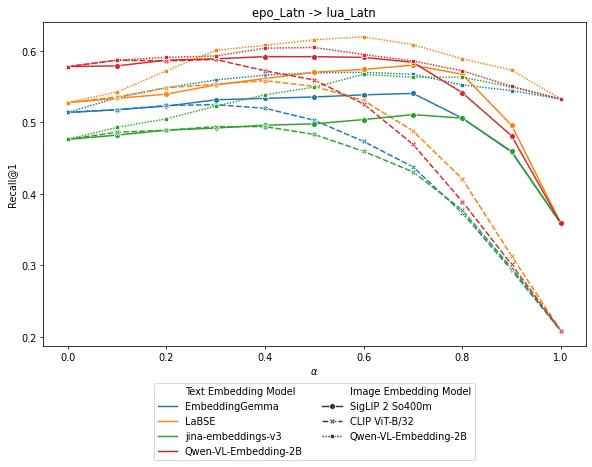 epo_Latn -> lua_Latn
Recall@1
0.6
0.5
0.4
0.3
0.2
0.0 0.2 0.4 0.6 0.8 1.0
α
Text Embedding Model Image Embedding Model
EmbeddingGemma SigLIP 2 So400m
LaBSE CLIP ViT-B/32
jina-embeddings-v3 Qwen-VL-Embedding-2B
Qwen-VL-Embedding-2B